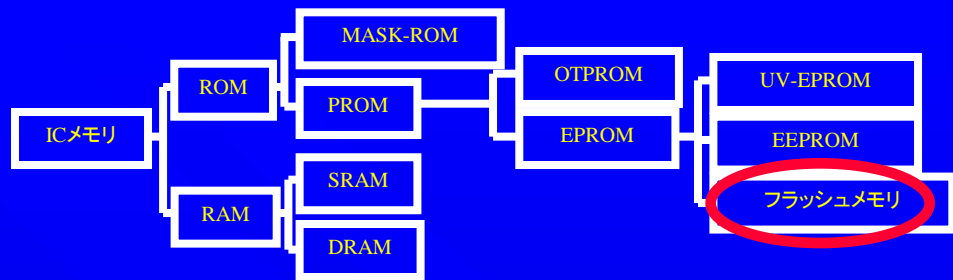 MASK-ROM
OTPROM
UV-EPROM
ROM
PROM
EPROM
EEPROM
ICメモリ
SRAM
フラッシュメモリ
RAM
DRAM